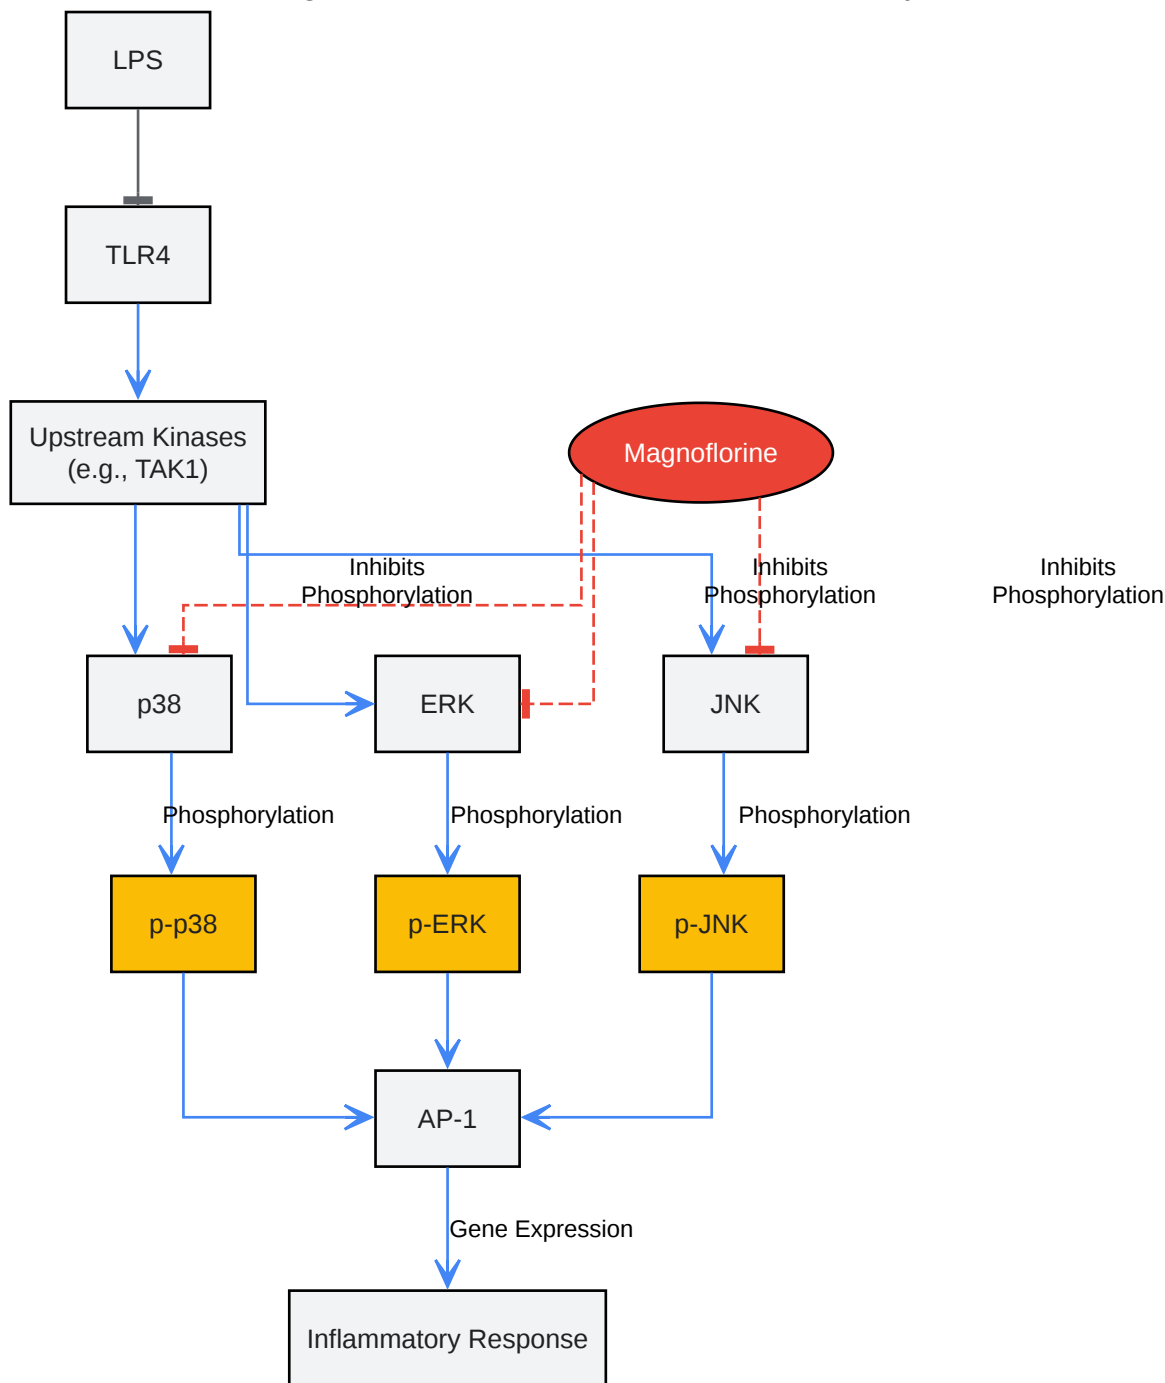 LPS
TLR4
Upstream Kinases
(e.g., TAK1)
Magnoflorine
Inhibits
Phosphorylation
Inhibits
Phosphorylation
Inhibits
Phosphorylation
p38
ERK
JNK
Phosphorylation
Phosphorylation
Phosphorylation
p-p38
p-ERK
p-JNK
AP-1
Gene Expression
Inflammatory Response